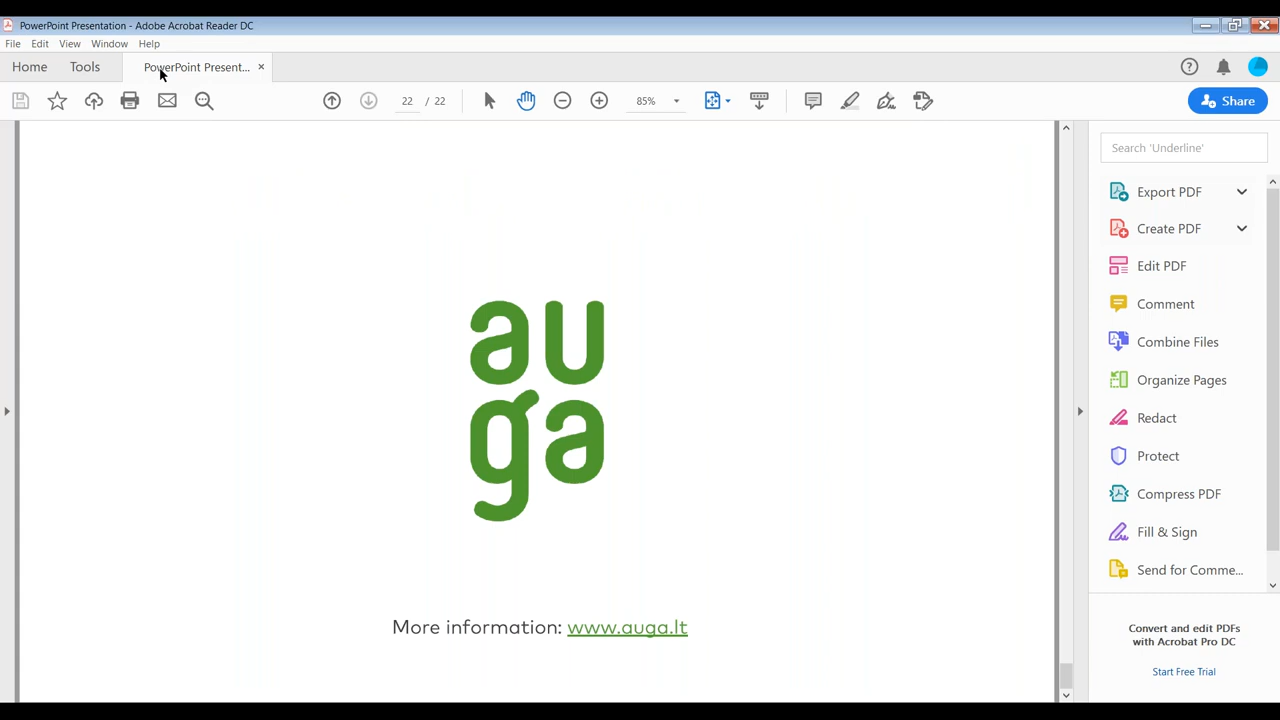 PowerPoint Presentation - Adobe Acrobat Reader DC
File Edit View Window Help
Home Tools PowerPoint Present... ×
22 / 22 85% Share
Search 'Underline'
Export PDF
Create PDF
Edit PDF
Comment
Combine Files
Organize Pages
Redact
Protect
Compress PDF
Fill & Sign
Send for Comme...
au
ga
More information: www.auga.lt
Convert and edit PDFs
with Acrobat Pro DC
Start Free Trial